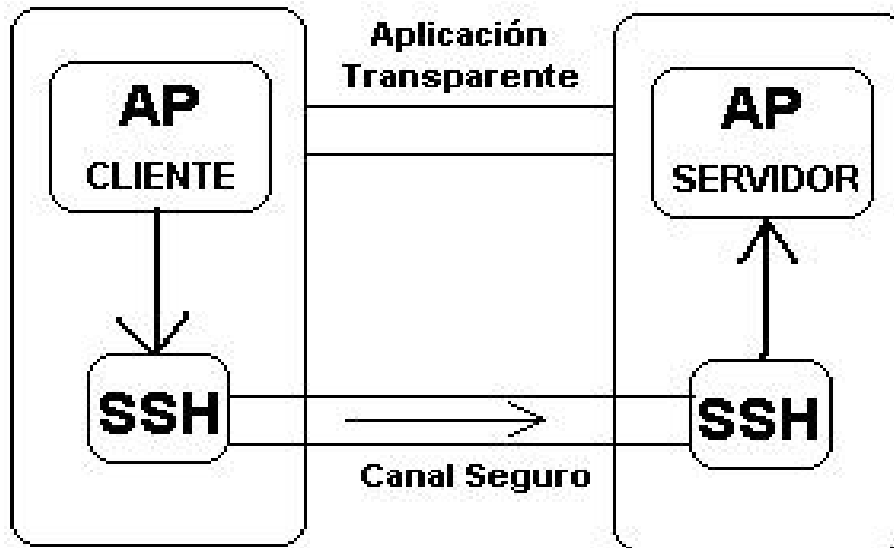 Aplicación
Transparente
AP
CLIENTE
AP
SERVIDOR
SSH
SSH
Canal Seguro